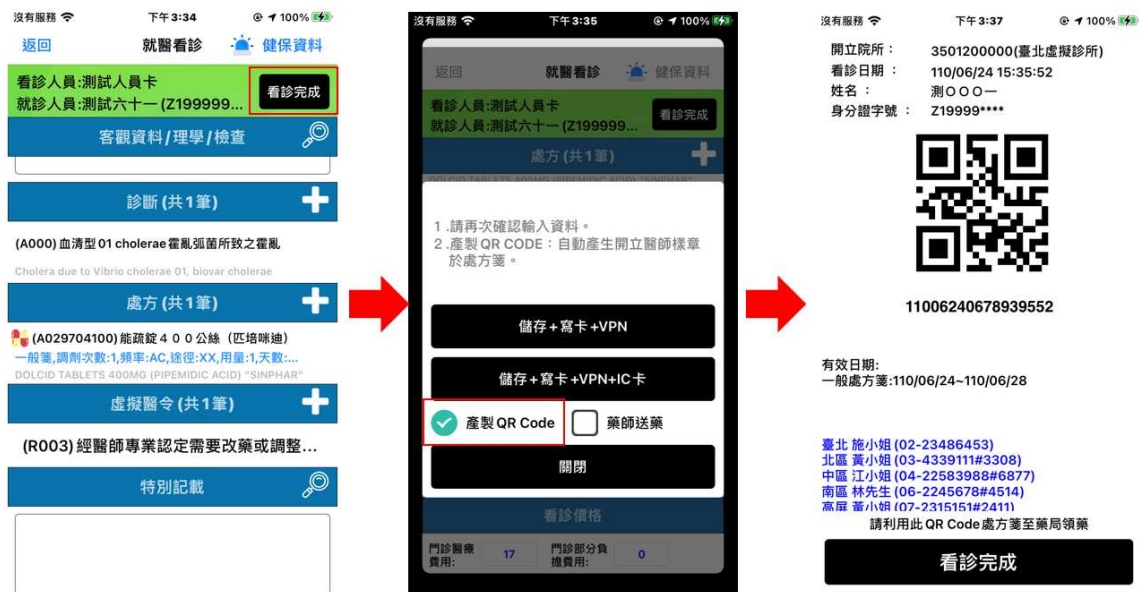 沒有服務
下午3:34
100%
返回
就醫看診
健保資料
看診人員:測試人員卡
就診人員:測試六十一(Z199999...
看診完成
客觀資料/理學/檢查
診斷(共1筆)
(A000)血清型01 cholerae霍亂弧菌所致之霍亂
Cholera due to Vibrio cholerae 01, biovar cholerae
處方(共1筆)
(A029704100)能疏錠400公絲 (匹培咪迪)
一般箋,調劑次數:1,頻率:AC,途徑:XX,用量:1,天數:...
DOLCID TABLETS 400MG (PIPEMIDIC ACID) "SINPHAR"
虛擬醫令(共1筆)
(R003)經醫師專業認定需要改藥或調整...
特別記載
沒有服務
下午3:35
100%
返回
就醫看診
健保資料
看診人員:測試人員卡
就診人員:測試六十一(Z199999...
看診完成
處方(共1筆)
DOLCID TABLETS 400MG (PIPEMIDIC ACID) "SINPHAR"
1.請再次確認輸入資料。
2.產製QR CODE:自動產生開立醫師樣章
於處方箋。
儲存+寫卡+VPN
儲存+寫卡+VPN+IC卡
產製QR Code
藥師送藥
關閉
看診價格
門診醫療
費用:
17
門診部分負
擔費用:
0
沒有服務
下午3:37
100%
開立院所:
3501200000(臺北虛擬診所)
看診日期 :
110/06/24 15:35:52
姓名 :
測○○○一
身分證字號 :
Z19999****
11006240678939552
有效日期:
一般處方箋:110/06/24~110/06/28
臺北 施小姐(02-23486453)
北區 黃小姐(03-4339111#3308)
中區 江小姐(04-22583988#6877)
南區 林先生(06-2245678#4514)
高屏 黃小姐(07-2315151#2411)
請利用此QR Code處方箋至藥局領藥
看診完成